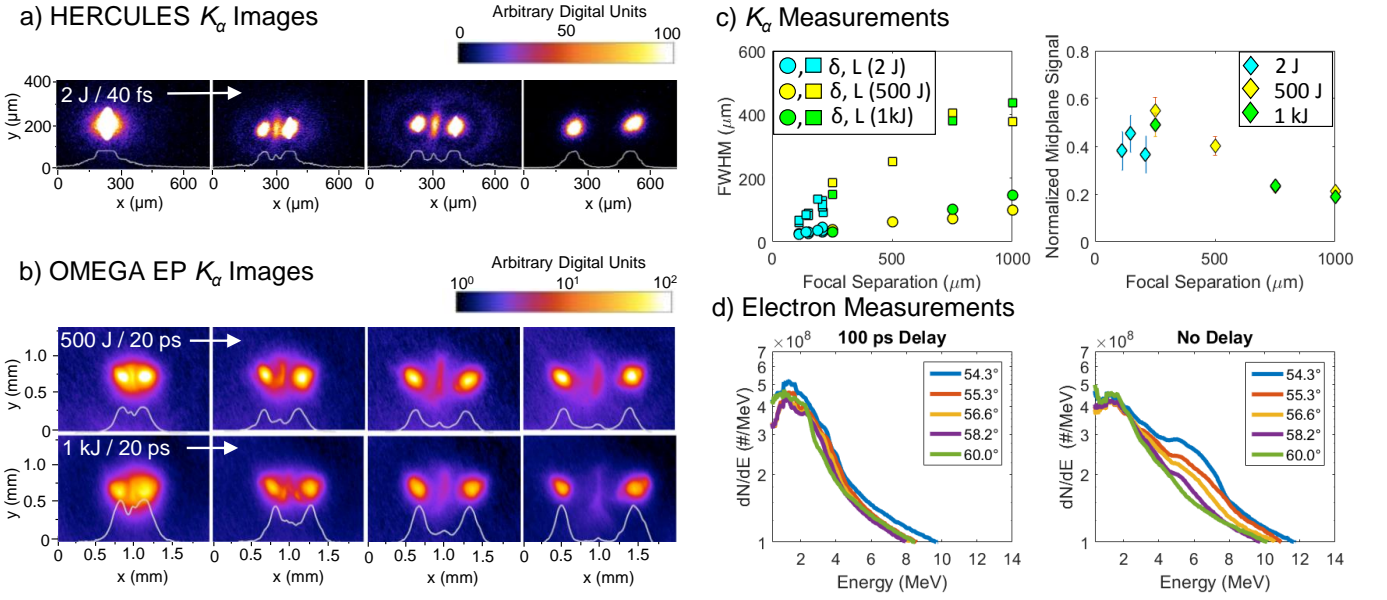 a) HERCULES Kα Images
Arbitrary Digital Units
0 50 100
400
200
0
y (µm)
2 J / 40 fs
0 300 600 0 300 600 0 300 600 0 300 600
x (µm) x (µm) x (µm) x (µm)
b) OMEGA EP Kα Images
Arbitrary Digital Units
10⁰ 10¹ 10²
500 J / 20 ps
1.0
0.5
0
y (mm)
1 kJ / 20 ps
1.0
0.5
0
y (mm)
0 0.5 1.0 1.5 0.5 1.0 1.5 0.5 1.0 1.5 0.5 1.0 1.5
x (mm) x (mm) x (mm) x (mm)
c) Kα Measurements
600
400
200
0
FWHM (μm)
, δ, L (2 J)
, δ, L (500 J)
, δ, L (1kJ)
0 500 1000
Focal Separation (μm)
0.8
0.6
0.4
0.2
0
Normalized Midplane Signal
2 J
500 J
1 kJ
0 500 1000
Focal Separation (μm)
d) Electron Measurements
100 ps Delay
×10⁸
7
5
4
3
2
1
dN/dE (#/MeV)
54.3°
55.3°
56.6°
58.2°
60.0°
2 4 6 8 10 12 14
Energy (MeV)
No Delay
×10⁸
7
5
4
3
2
1
dN/dE (#/MeV)
54.3°
55.3°
56.6°
58.2°
60.0°
2 4 6 8 10 12 14
Energy (MeV)